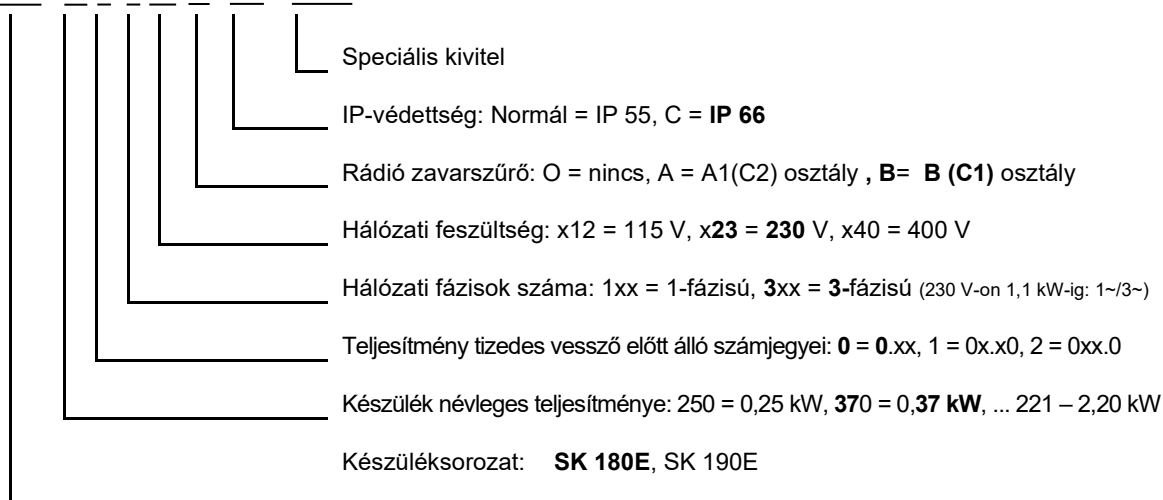 Speciális kivitel
IP-védettség: Normál = IP 55, C = IP 66
Rádió zavarszűrő: O = nincs, A = A1(C2) osztály , B= B (C1) osztály
Hálózati feszültség: x12 = 115 V, x23 = 230 V, x40 = 400 V
Hálózati fázisok száma: 1xx = 1-fázisú, 3xx = 3-fázisú (230 V-on 1,1 kW-ig: 1~/3~)
Teljesítmény tizedes vessző előtt álló számjegyei: 0 = 0.xx, 1 = 0x.x0, 2 = 0xx.0
Készülék névleges teljesítménye: 250 = 0,25 kW, 370 = 0,37 kW, ... 221 – 2,20 kW
Készüléksorozat: SK 180E, SK 190E